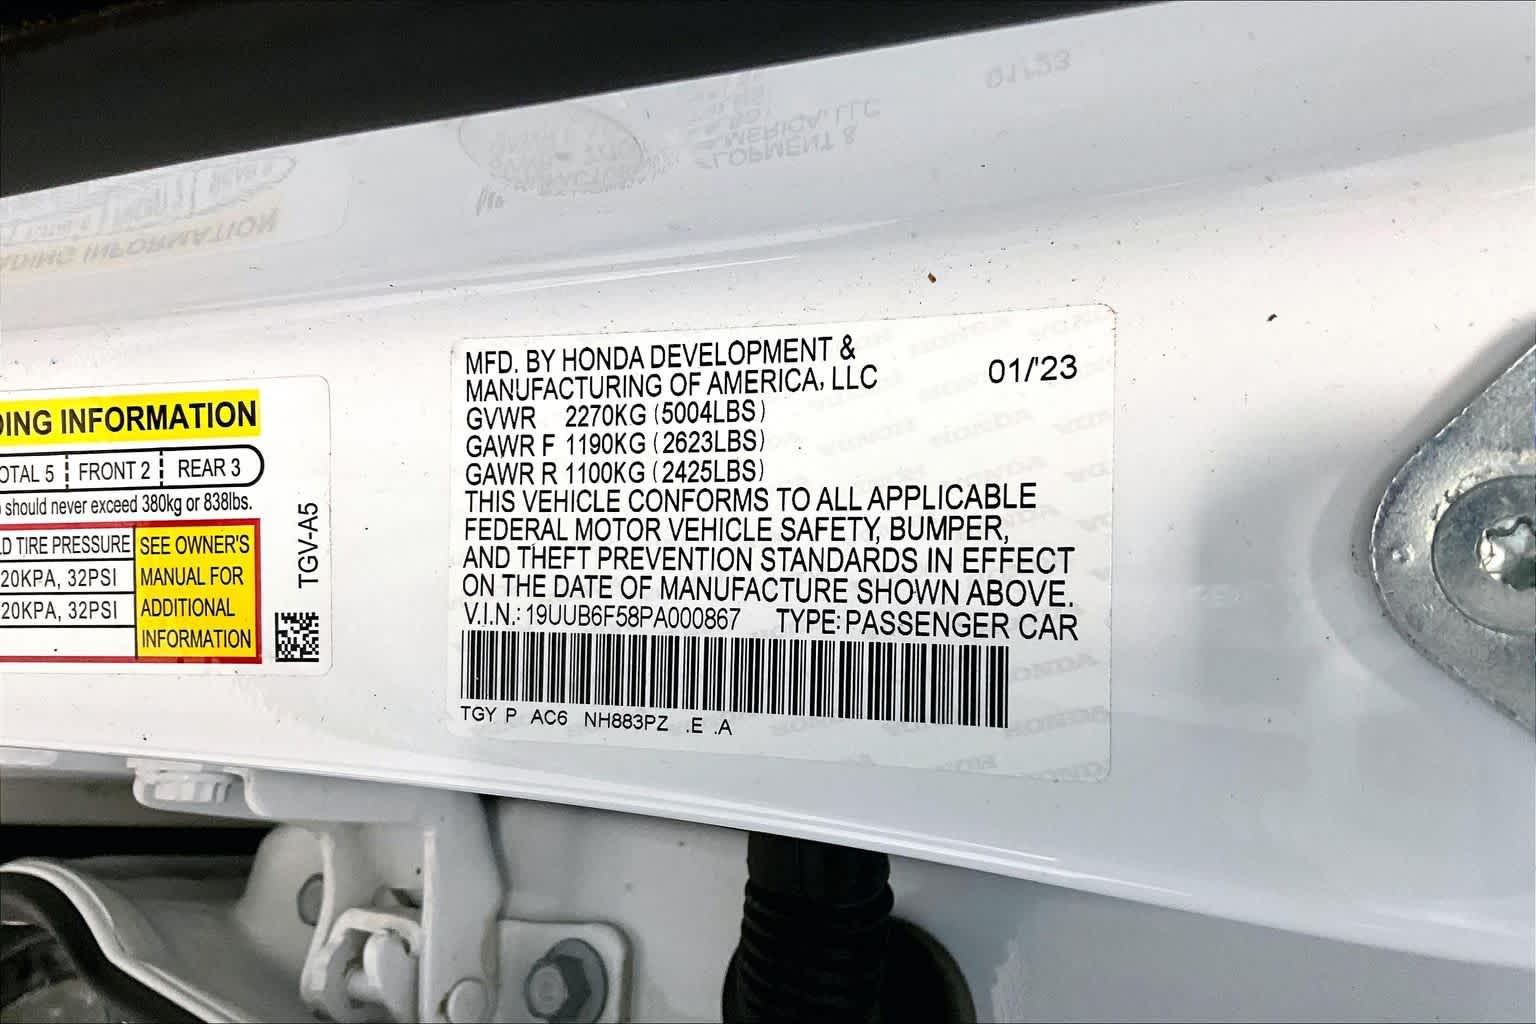 DING INFORMATION
OTAL 5 FRONT 2 REAR 3
should never exceed 380kg or 838lbs.
LD TIRE PRESSURE
20KPA, 32PSI
20KPA, 32PSI
SEE OWNER'S
MANUAL FOR
ADDITIONAL
INFORMATION
TGV-A5
MFD. BY HONDA DEVELOPMENT &
MANUFACTURING OF AMERICA, LLC 01/'23
GVWR 2270KG (5004LBS)
GAWR F 1190KG (2623LBS)
GAWR R 1100KG (2425LBS)
THIS VEHICLE CONFORMS TO ALL APPLICABLE
FEDERAL MOTOR VEHICLE SAFETY, BUMPER,
AND THEFT PREVENTION STANDARDS IN EFFECT
ON THE DATE OF MANUFACTURE SHOWN ABOVE.
V.I.N.: 19UUB6F58PA000867 TYPE: PASSENGER CAR
TGY P AC6 NH883PZ .E .A